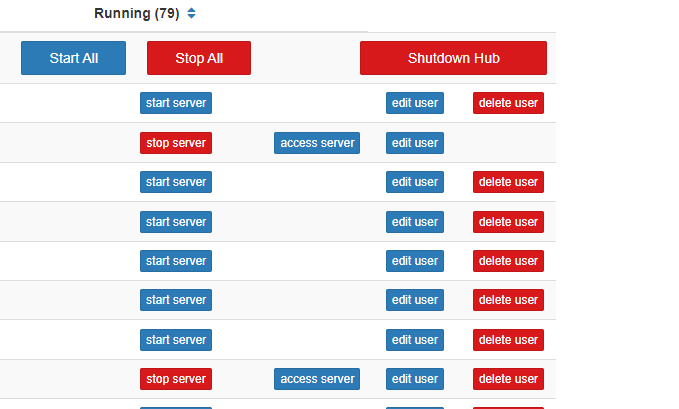 Running (79)
Start All Stop All Shutdown Hub
start server edit user delete user
stop server access server edit user
start server edit user delete user
start server edit user delete user
start server edit user delete user
start server edit user delete user
start server edit user delete user
stop server access server edit user delete user